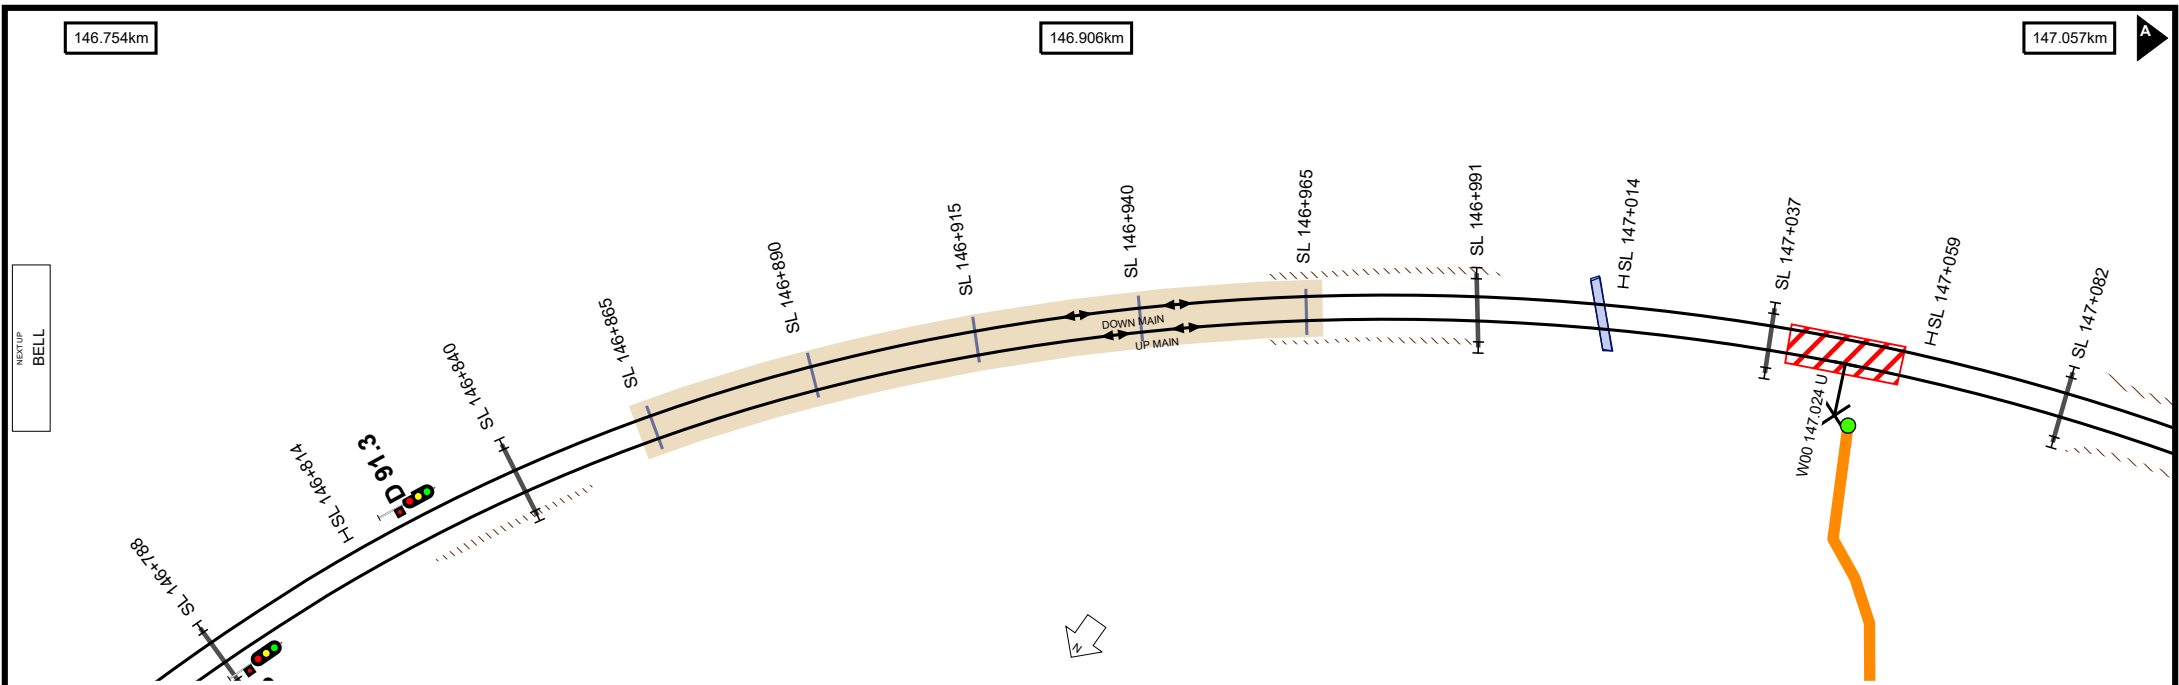 146.754km
146.906km
147.057km
A
NEXT UP
BELL
SL 146+788
SL 146+814
D 91.3
SL 146+840
SL 146+865
SL 146+890
SL 146+915
SL 146+940
SL 146+965
SL 146+991
SL 147+014
SL 147+037
SL 147+059
SL 147+082
DOWN MAIN
UP MAIN
W00 147.024 U
N